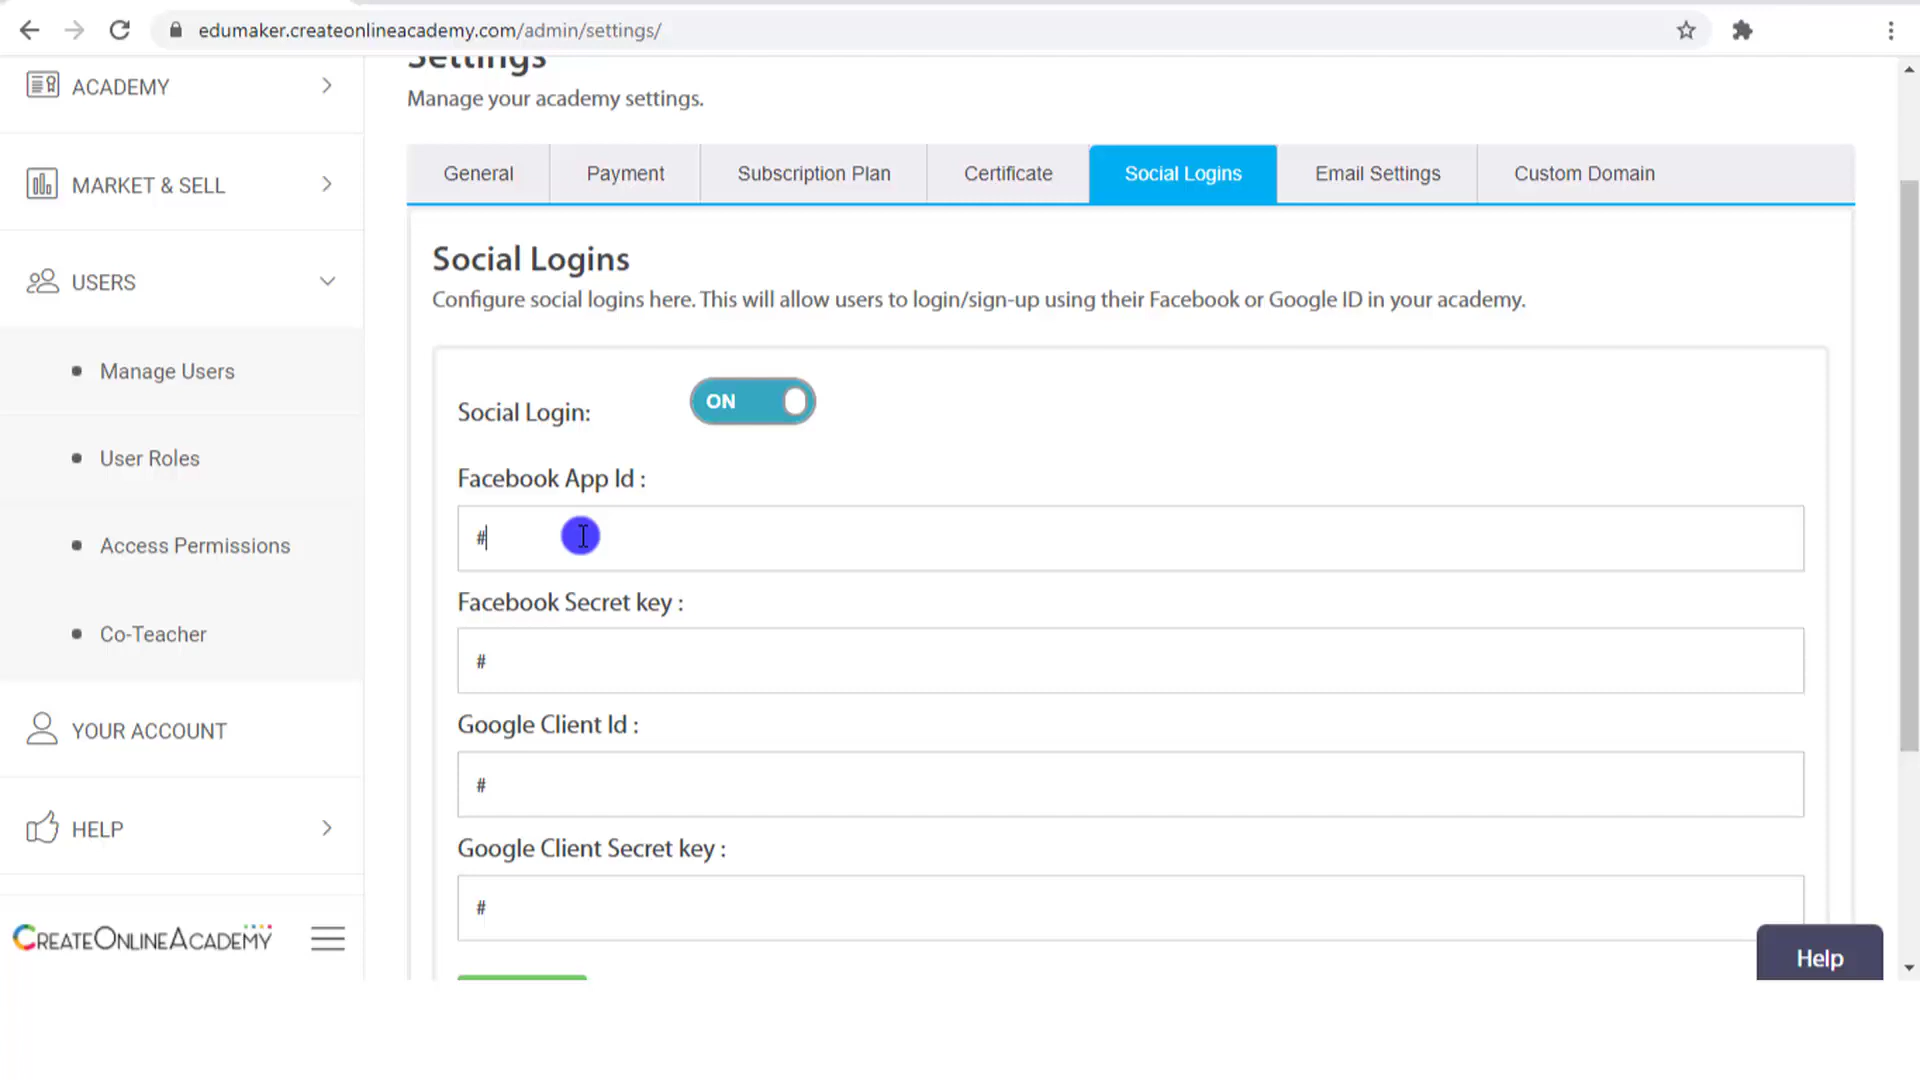 edumaker.createonlineacademy.com/admin/settings/
ACADEMY
MARKET & SELL
USERS
Manage Users
User Roles
Access Permissions
Co-Teacher
YOUR ACCOUNT
HELP
CREATEONLINEACADEMY
Settings
Manage your academy settings.
General
Payment
Subscription Plan
Certificate
Social Logins
Email Settings
Custom Domain
Social Logins
Configure social logins here. This will allow users to login/sign-up using their Facebook or Google ID in your academy.
Social Login:
ON
Facebook App Id :
#
Facebook Secret key :
#
Google Client Id :
#
Google Client Secret key :
#
Help